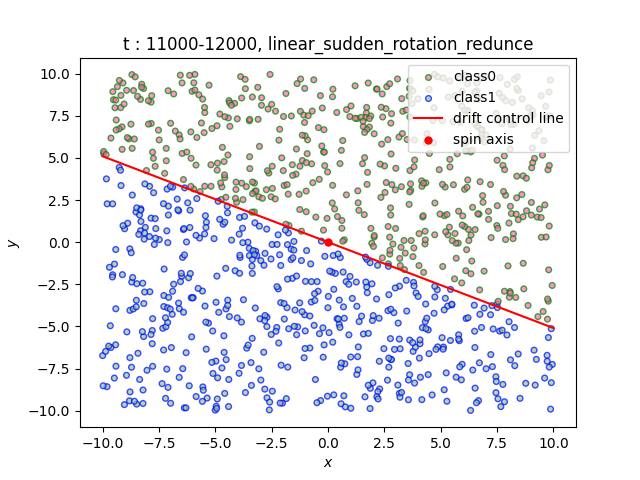 t : 11000-12000, linear_sudden_rotation_redunce
class0
class1
drift control line
spin axis
10.0
7.5
5.0
2.5
0.0
−2.5
−5.0
−7.5
−10.0
y
−10.0 −7.5 −5.0 −2.5 0.0 2.5 5.0 7.5 10.0
x